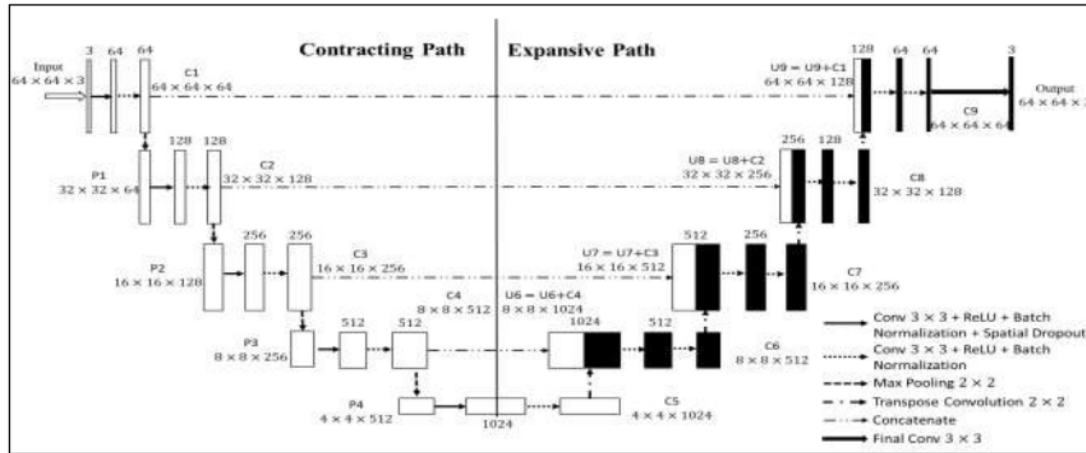 Contracting Path
Expansive Path
Input
64 × 64 × 3
3
64
64
C1
64 × 64 × 64
U9 = U9+C1
64 × 64 × 128
128
64
64
3
C9
64 × 64 × 64
Output
P1
32 × 32 × 64
128
128
C2
32 × 32 × 128
U8 = U8+C2
32 × 32 × 256
256
128
C8
32 × 32 × 128
P2
16 × 16 × 128
256
256
C3
16 × 16 × 256
U7 = U7+C3
16 × 16 × 512
512
256
C7
16 × 16 × 256
P3
8 × 8 × 256
512
512
C4
8 × 8 × 512
U6 = U6+C4
8 × 8 × 1024
1024
512
C6
8 × 8 × 512
P4
4 × 4 × 512
1024
C5
4 × 4 × 1024
Conv 3 × 3 + ReLU + Batch
Normalization + Spatial Dropout
Conv 3 × 3 + ReLU + Batch
Normalization
Max Pooling 2 × 2
Transpose Convolution 2 × 2
Concatenate
Final Conv 3 × 3